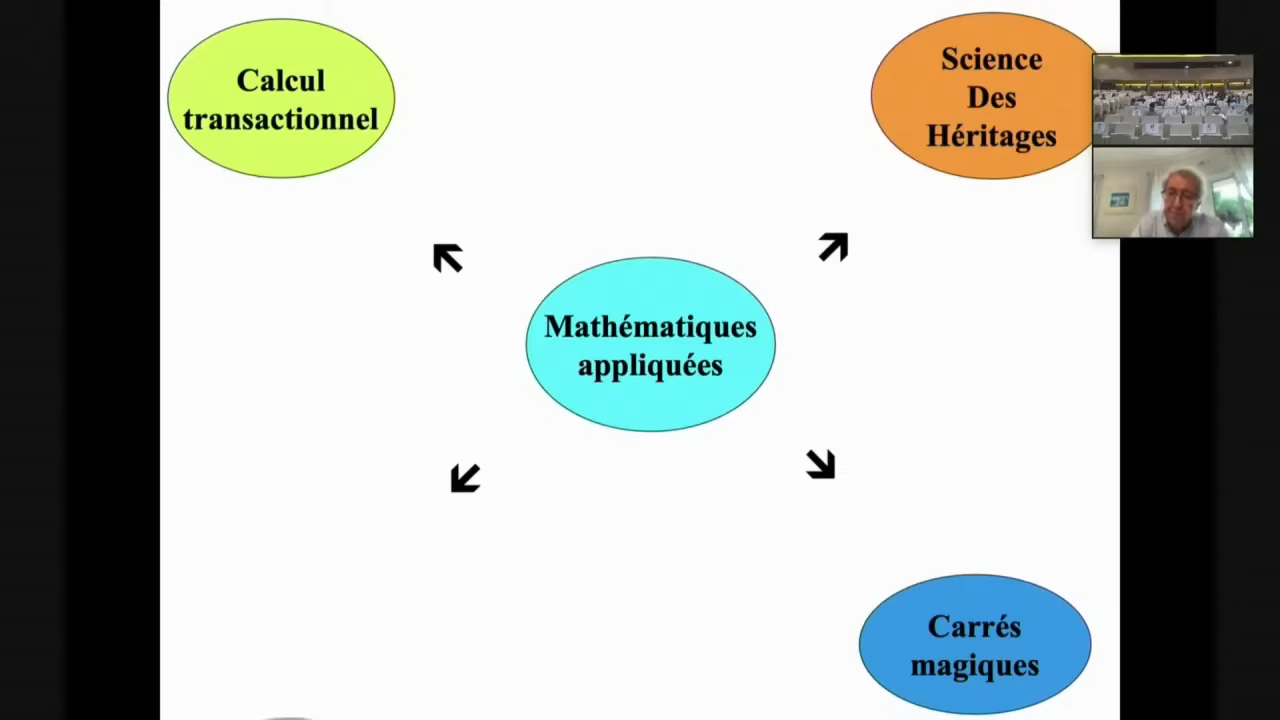 Calcul
transactionnel
Science
Des
Héritages
Mathématiques
appliquées
Carrés
magiques